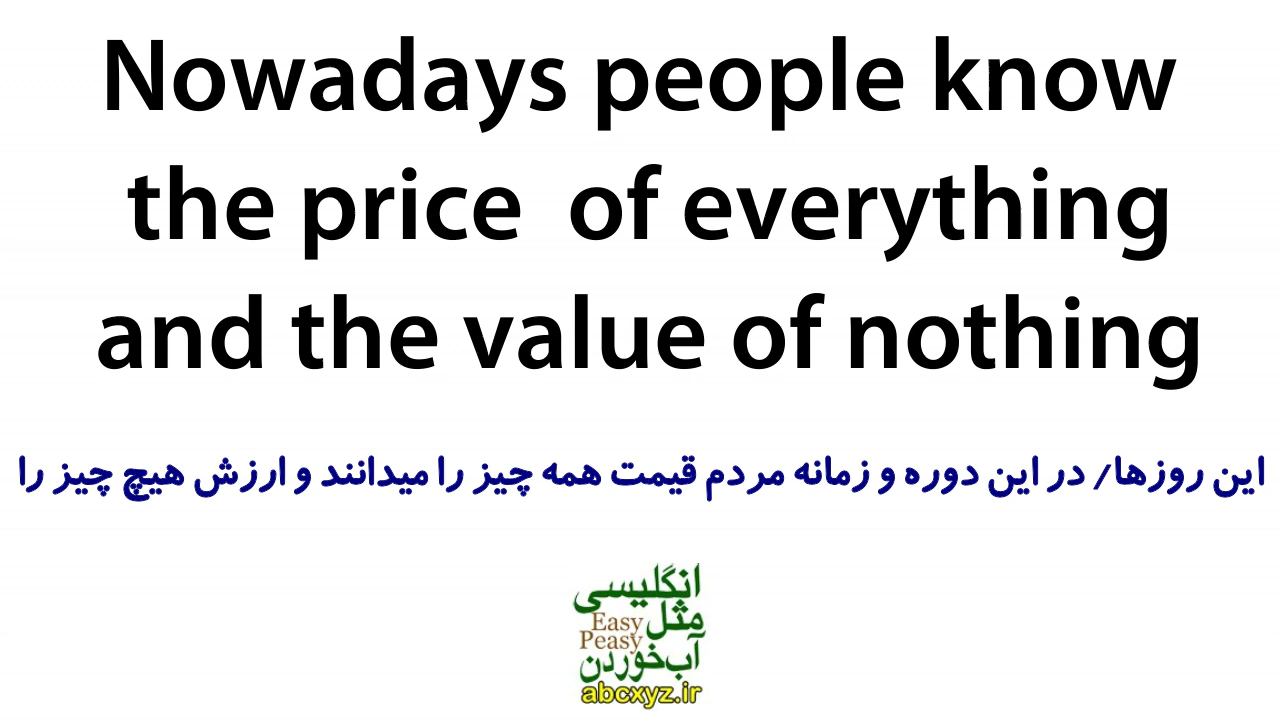 Nowadays people know
the price of everything
and the value of nothing
این روزها/ در این دوره و زمانه مردم قیمت همه چیز را میدانند و ارزش هیچ چیز را
انگلیسی
مثل
Easy
Peasy
آب‌خوردن
abcxyz.ir